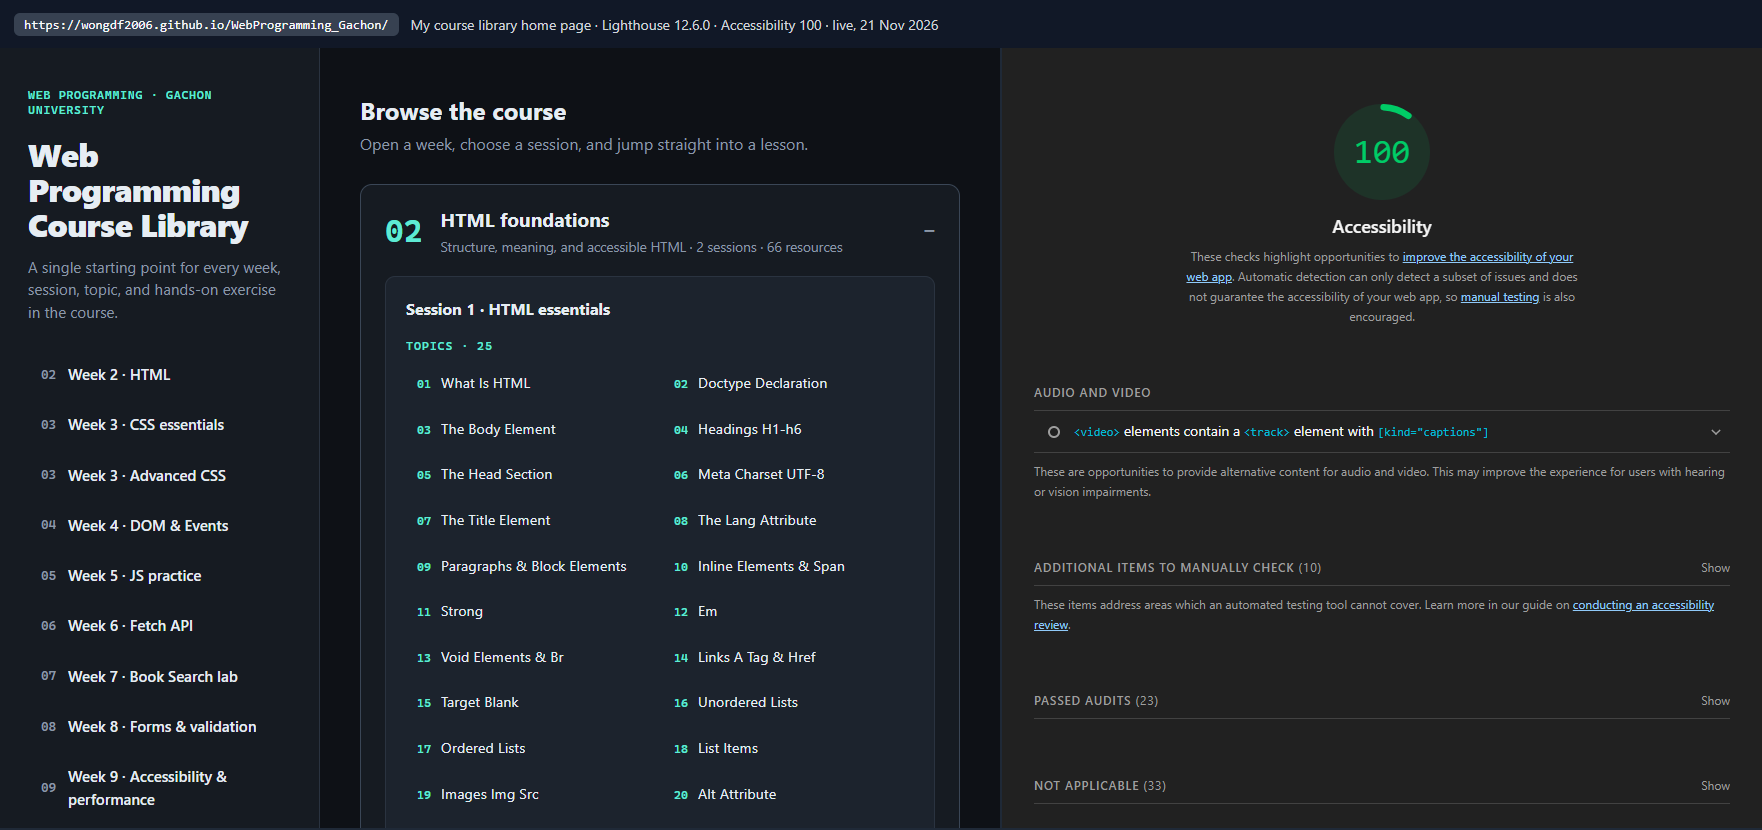 https://wongdf2006.github.io/WebProgramming_Gachon/ My course library home page · Lighthouse 12.6.0 · Accessibility 100 · live, 21 Nov 2026
WEB PROGRAMMING · GACHON
UNIVERSITY
Web
Programming
Course Library
A single starting point for every week,
session, topic, and hands-on exercise
in the course.
02 Week 2 · HTML
03 Week 3 · CSS essentials
03 Week 3 · Advanced CSS
04 Week 4 · DOM & Events
05 Week 5 · JS practice
06 Week 6 · Fetch API
07 Week 7 · Book Search lab
08 Week 8 · Forms & validation
09 Week 9 · Accessibility &
performance
Browse the course
Open a week, choose a session, and jump straight into a lesson.
02 HTML foundations
Structure, meaning, and accessible HTML · 2 sessions · 66 resources
Session 1 · HTML essentials
TOPICS · 25
01 What Is HTML
02 Doctype Declaration
03 The Body Element
04 Headings H1-h6
05 The Head Section
06 Meta Charset UTF-8
07 The Title Element
08 The Lang Attribute
09 Paragraphs & Block Elements
10 Inline Elements & Span
11 Strong
12 Em
13 Void Elements & Br
14 Links A Tag & Href
15 Target Blank
16 Unordered Lists
17 Ordered Lists
18 List Items
19 Images Img Src
20 Alt Attribute
100
Accessibility
These checks highlight opportunities to improve the accessibility of your
web app. Automatic detection can only detect a subset of issues and does
not guarantee the accessibility of your web app, so manual testing is also
encouraged.
AUDIO AND VIDEO
<video> elements contain a <track> element with [kind="captions"]
These are opportunities to provide alternative content for audio and video. This may improve the experience for users with hearing
or vision impairments.
ADDITIONAL ITEMS TO MANUALLY CHECK (10) Show
These items address areas which an automated testing tool cannot cover. Learn more in our guide on conducting an accessibility
review.
PASSED AUDITS (23) Show
NOT APPLICABLE (33) Show